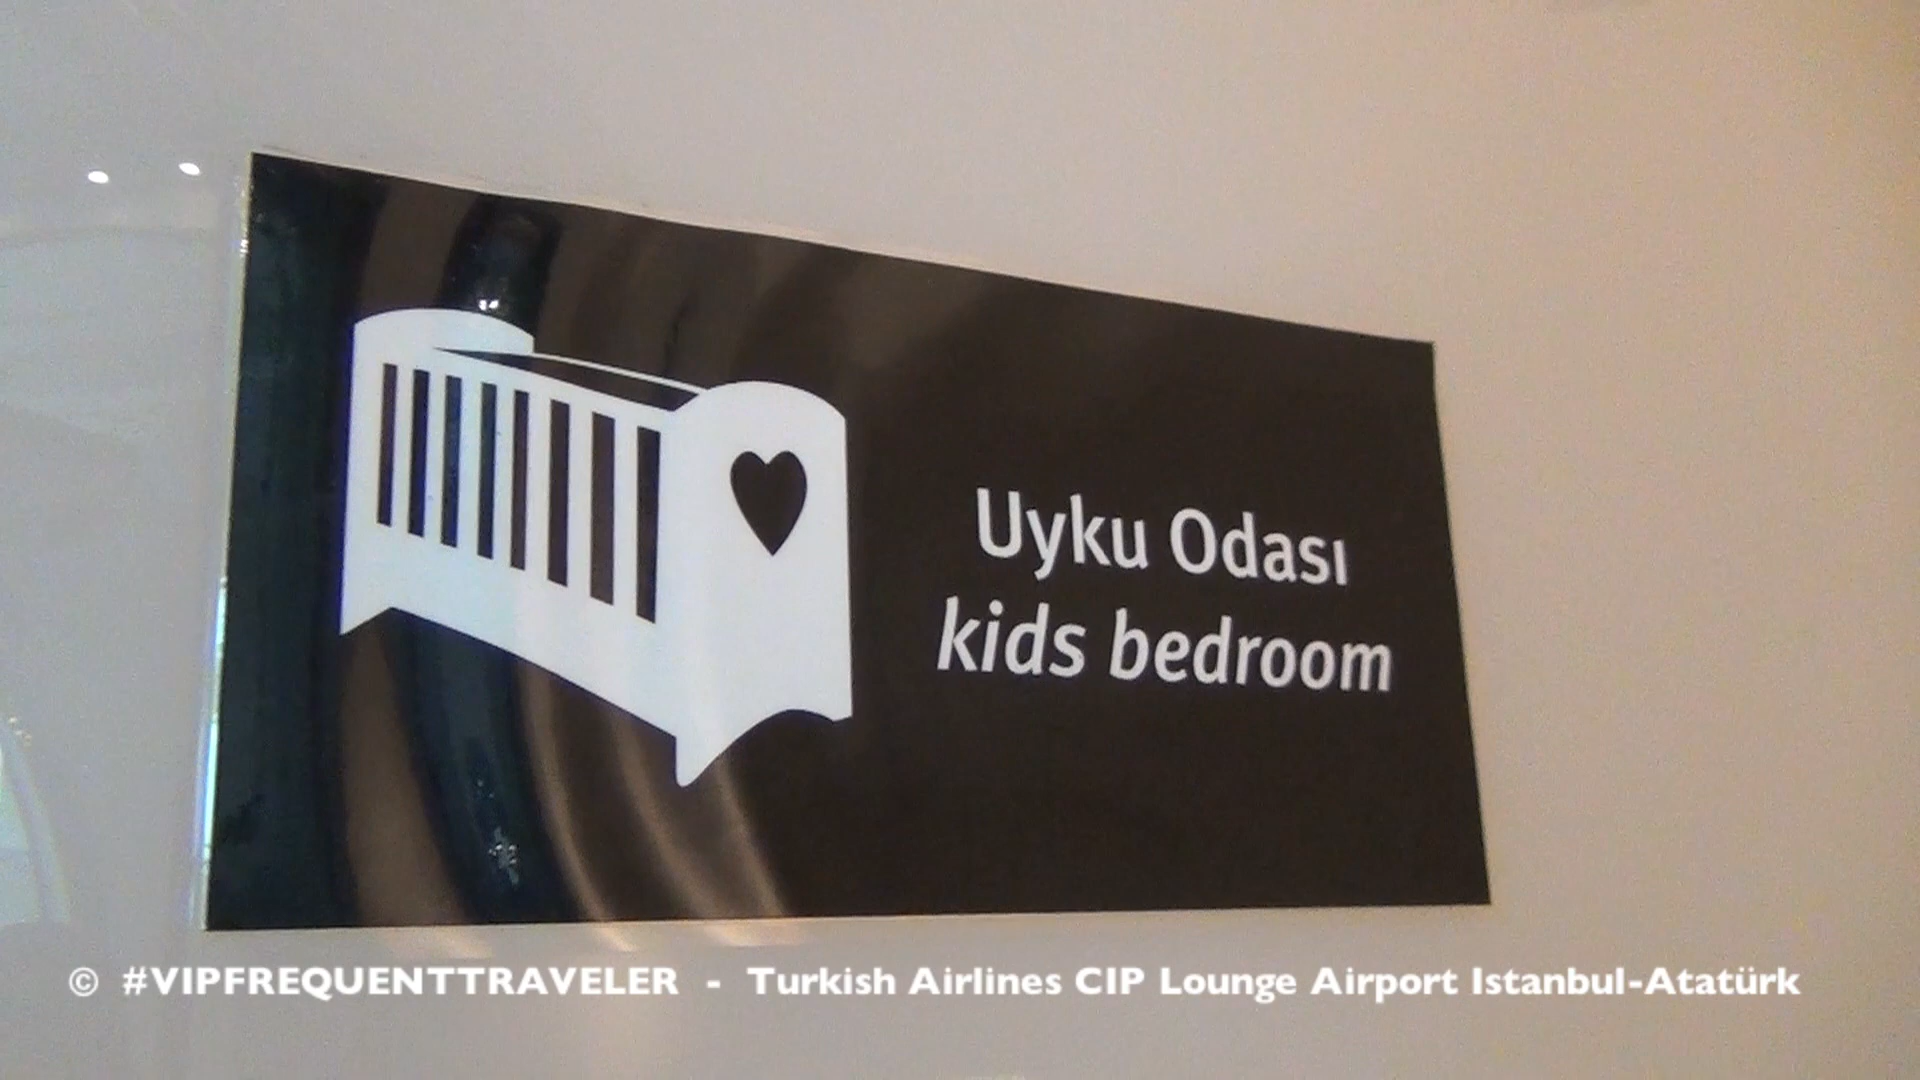 Uyku Odası
kids bedroom
© #VIPFREQUENTTRAVELER - Turkish Airlines CIP Lounge Airport Istanbul-Atatürk